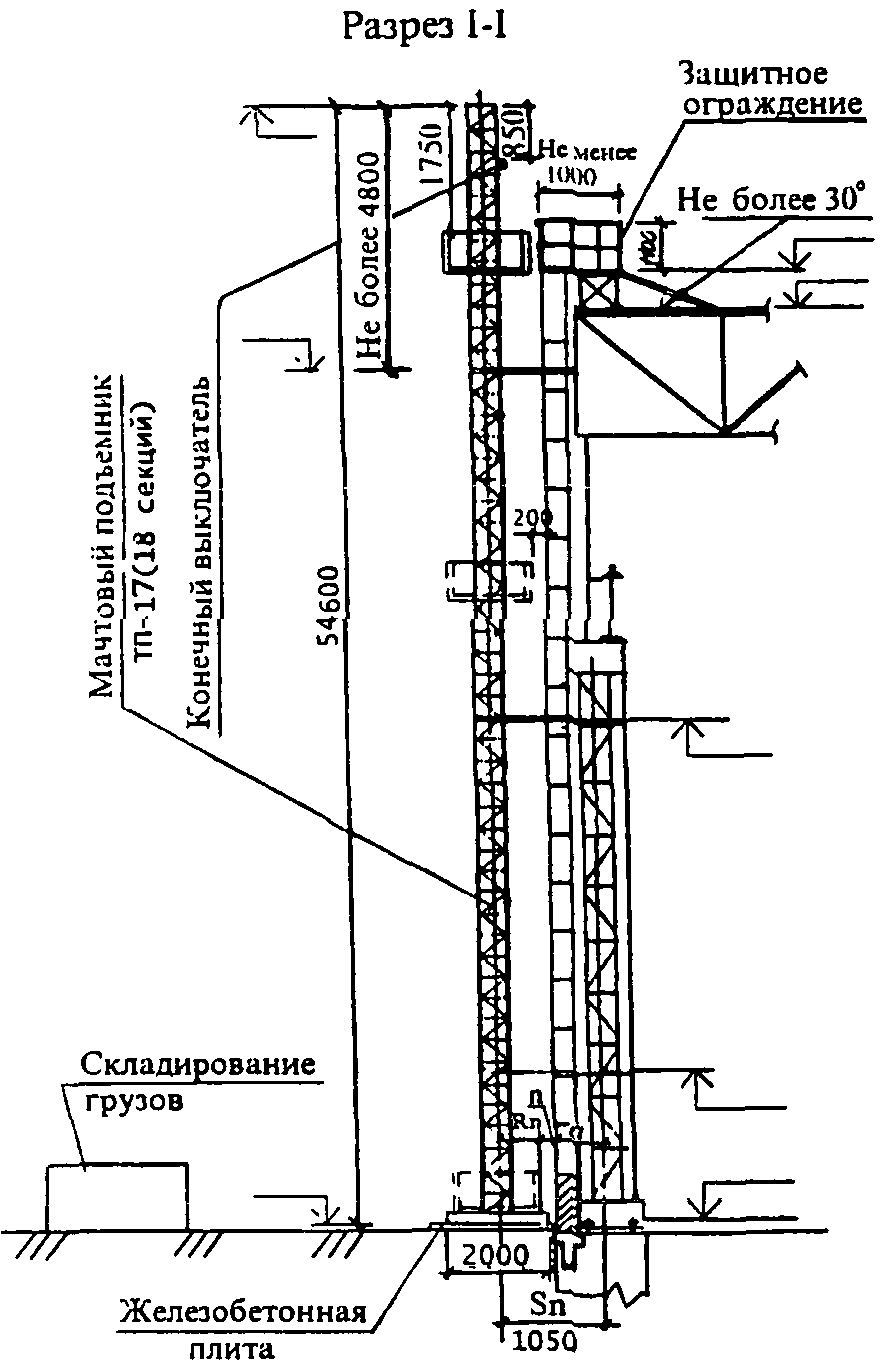 Разрез I-I
Защитное
ограждение
1750
850
Не менее
1000
Не более 30°
Не более 4800
Мачтовый подъемник
ТП-17(18 секций)
Конечный выключатель
200
54600
Складирование
грузов
n
Rn
2000
Sn
1050
Железобетонная
плита